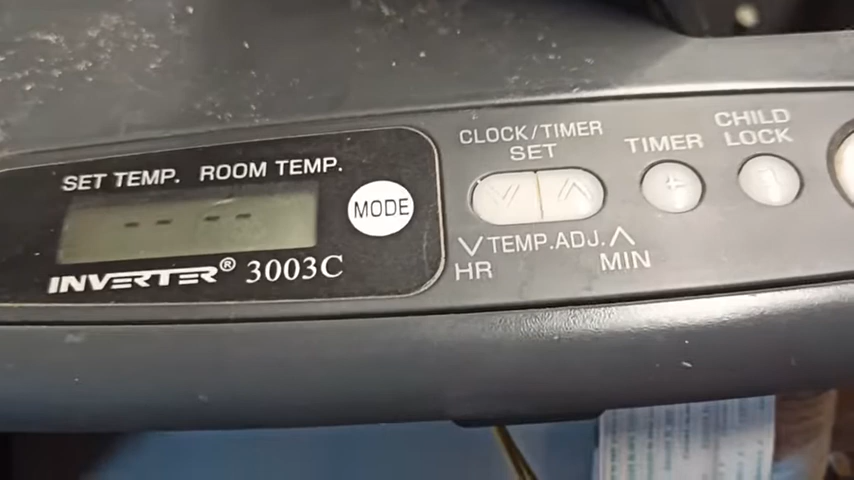 SET TEMP. ROOM TEMP.
-- --
MODE
INVERTER® 3003C
CLOCK/TIMER
SET
TEMP.ADJ.
HR MIN
TIMER
CHILD
LOCK